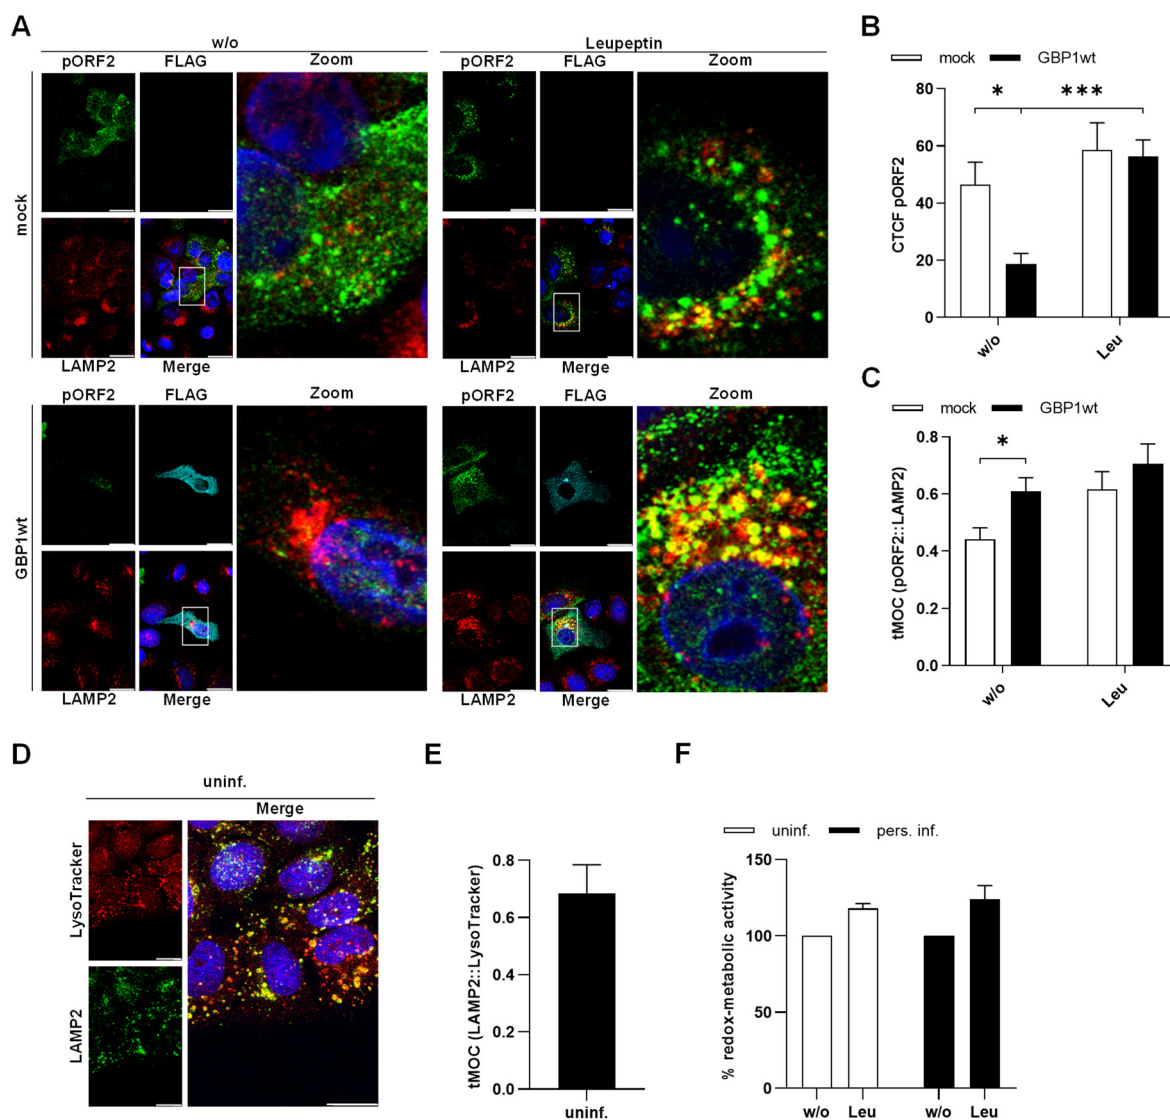 A
w/o
Leupeptin
pORF2 FLAG Zoom
pORF2 FLAG Zoom
mock
LAMP2 Merge
LAMP2 Merge
pORF2 FLAG Zoom
pORF2 FLAG Zoom
GBP1wt
LAMP2 Merge
LAMP2 Merge
B
mock GBP1wt
* ***
80
60
40
20
0
CTCF pORF2
w/o Leu
C
mock GBP1wt
*
0.8
0.6
0.4
0.2
0.0
tMOC (pORF2::LAMP2)
w/o Leu
D
uninf.
Merge
LysoTracker
LAMP2
E
0.8
0.6
0.4
0.2
0.0
tMOC (LAMP2::LysoTracker)
uninf.
F
uninf. pers. inf.
150
100
50
0
% redox-metabolic activity
w/o Leu w/o Leu